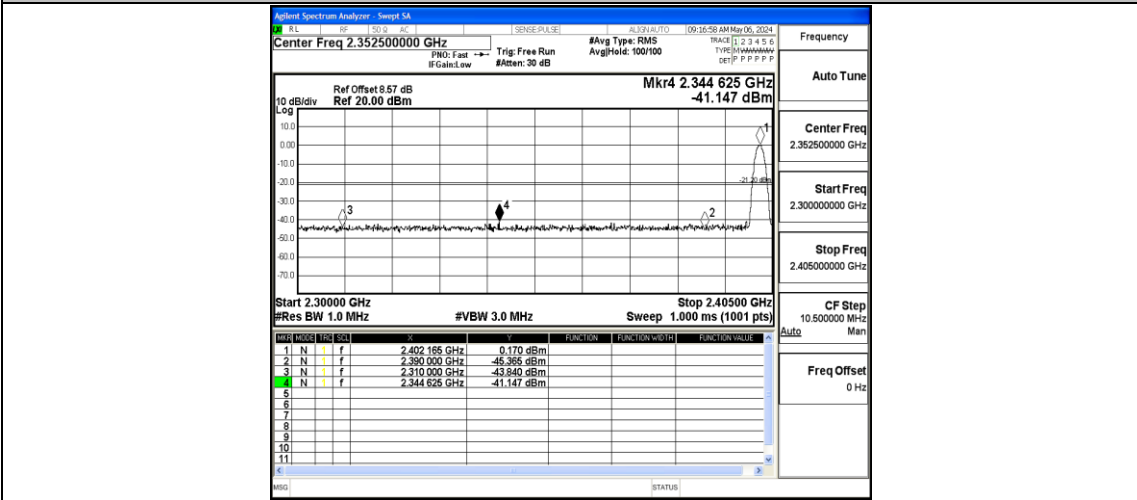 Agilent Spectrum Analyzer - Swept SA
RL RF 50 Ω AC SENSE:PULSE ALIGN AUTO 09:16:58 AM May 06, 2024
Center Freq 2.352500000 GHz
PNO: Fast
IFGain:Low
Trig: Free Run
#Atten: 30 dB
#Avg Type: RMS
Avg|Hold: 100/100
TRACE 1 2 3 4 5 6
TYPE MWWWWW
DET P P P P P P
Frequency
Ref Offset 8.57 dB
10 dB/div Ref 20.00 dBm
Log
Mkr4 2.344 625 GHz
-41.147 dBm
10.0
0.00
-10.0
-20.0
-30.0
-40.0
-50.0
-60.0
-70.0
1
-21.20 dBm
3
4
2
Start 2.30000 GHz Stop 2.40500 GHz
#Res BW 1.0 MHz #VBW 3.0 MHz Sweep 1.000 ms (1001 pts)
MKR MODE TRC SCL X Y FUNCTION FUNCTION WIDTH FUNCTION VALUE
1 N 1 f 2.402 165 GHz 0.170 dBm
2 N 1 f 2.390 000 GHz -45.365 dBm
3 N 1 f 2.310 000 GHz -43.840 dBm
4 N 1 f 2.344 625 GHz -41.147 dBm
5
6
7
8
9
10
11
MSG STATUS
Auto Tune
Center Freq
2.352500000 GHz
Start Freq
2.300000000 GHz
Stop Freq
2.405000000 GHz
CF Step
10.500000 MHz
Auto Man
Freq Offset
0 Hz